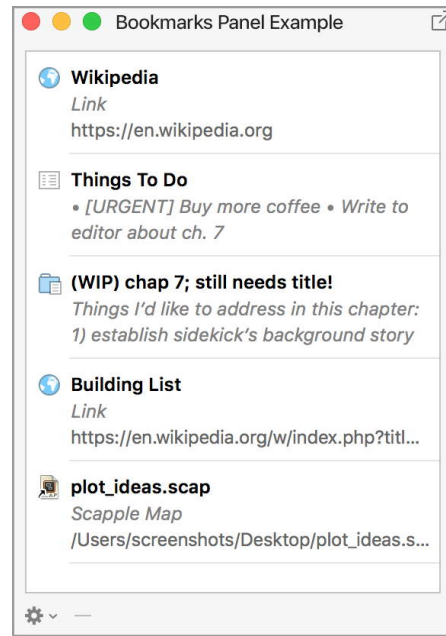 Bookmarks Panel Example
Wikipedia
Link
https://en.wikipedia.org
Things To Do
• [URGENT] Buy more coffee • Write to
editor about ch. 7
(WIP) chap 7; still needs title!
Things I’d like to address in this chapter:
1) establish sidekick’s background story
Building List
Link
https://en.wikipedia.org/w/index.php?titl...
plot_ideas.scap
Scapple Map
/Users/screenshots/Desktop/plot_ideas.s...